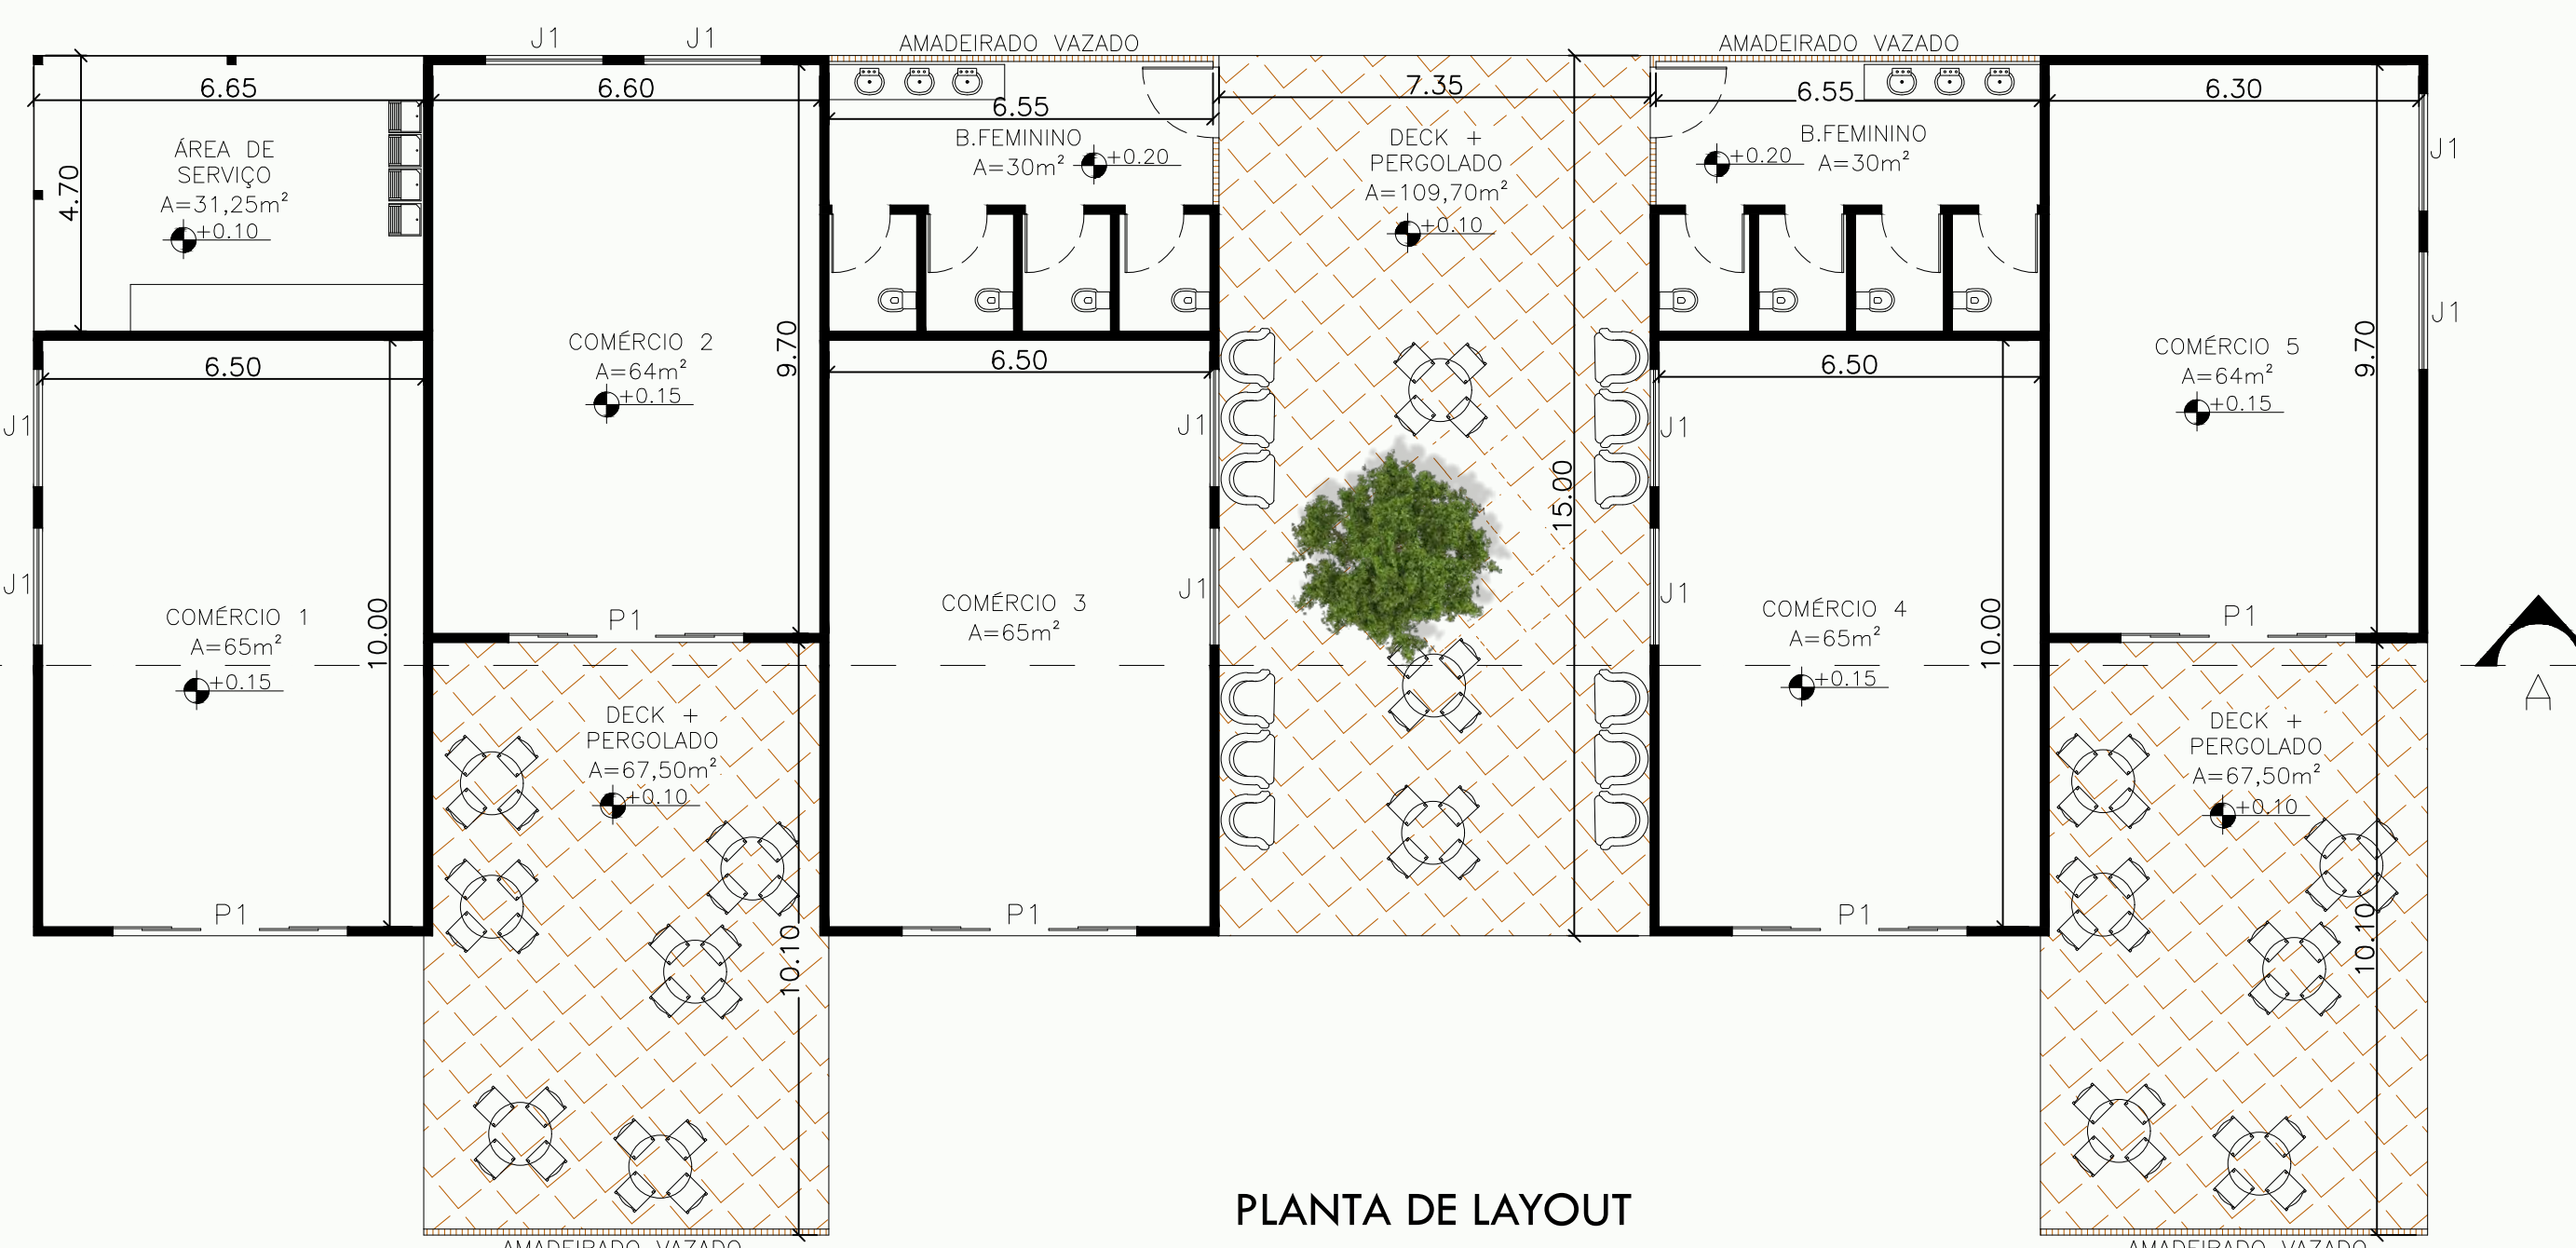 J1
J1
AMADEIRADO VAZADO
AMADEIRADO VAZADO
6.65
6.60
6.55
7.35
6.55
6.30
ÁREA DE
SERVIÇO
A=31,25m²
+0.10
4.70
B.FEMININO
A=30m²
+0.20
DECK +
PERGOLADO
A=109,70m²
+0.10
B.FEMININO
A=30m²
+0.20
J1
J1
COMÉRCIO 2
A=64m²
+0.15
9.70
COMÉRCIO 5
A=64m²
+0.15
9.70
6.50
6.50
6.50
J1
J1
J1
J1
J1
J1
15.00
COMÉRCIO 1
A=65m²
+0.15
10.00
P1
COMÉRCIO 3
A=65m²
COMÉRCIO 4
A=65m²
+0.15
10.00
P1
A
DECK +
PERGOLADO
A=67,50m²
+0.10
10.10
DECK +
PERGOLADO
A=67,50m²
+0.10
10.10
P1
P1
P1
PLANTA DE LAYOUT
AMADEIRADO VAZADO
AMADEIRADO VAZADO